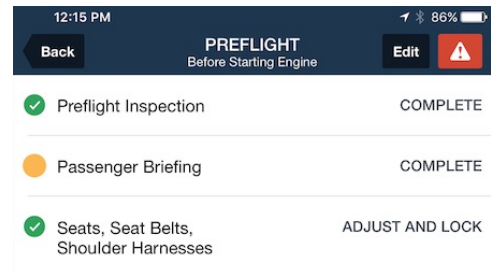 12:15 PM 86%
Back PREFLIGHT Edit
Before Starting Engine
Preflight Inspection COMPLETE
Passenger Briefing COMPLETE
Seats, Seat Belts, ADJUST AND LOCK
Shoulder Harnesses